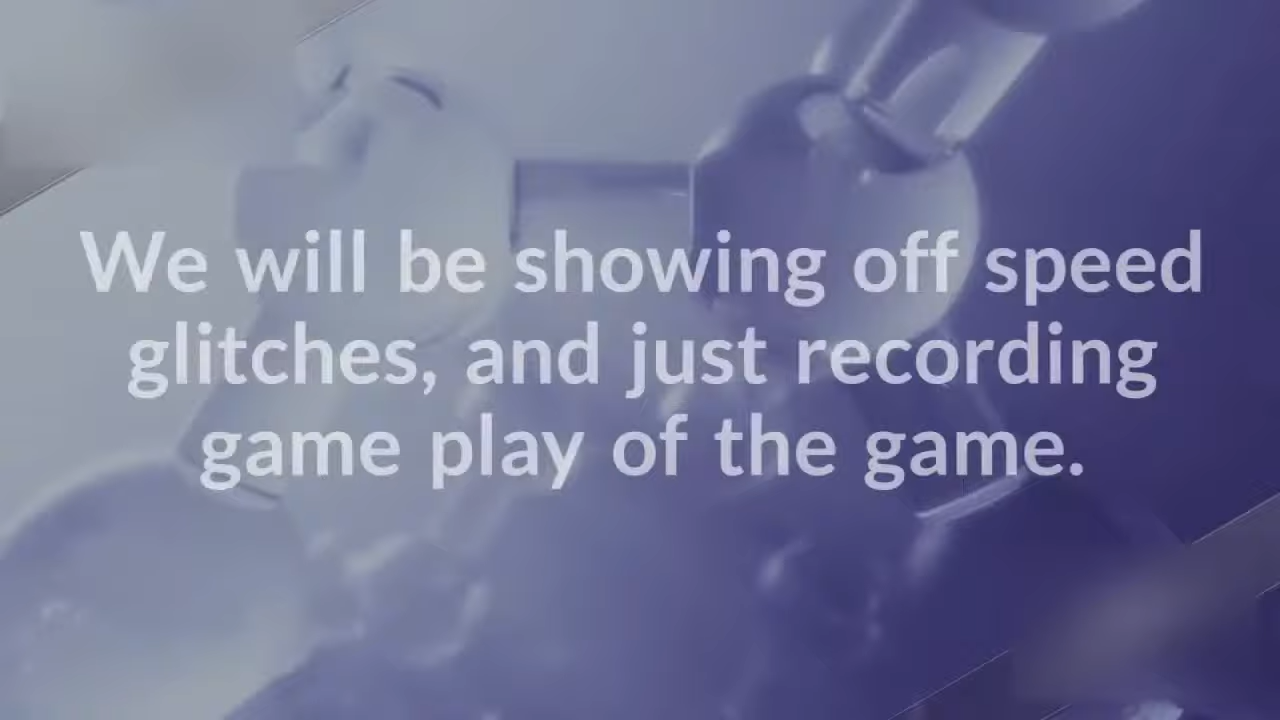 We will be showing off speed
glitches, and just recording
game play of the game.